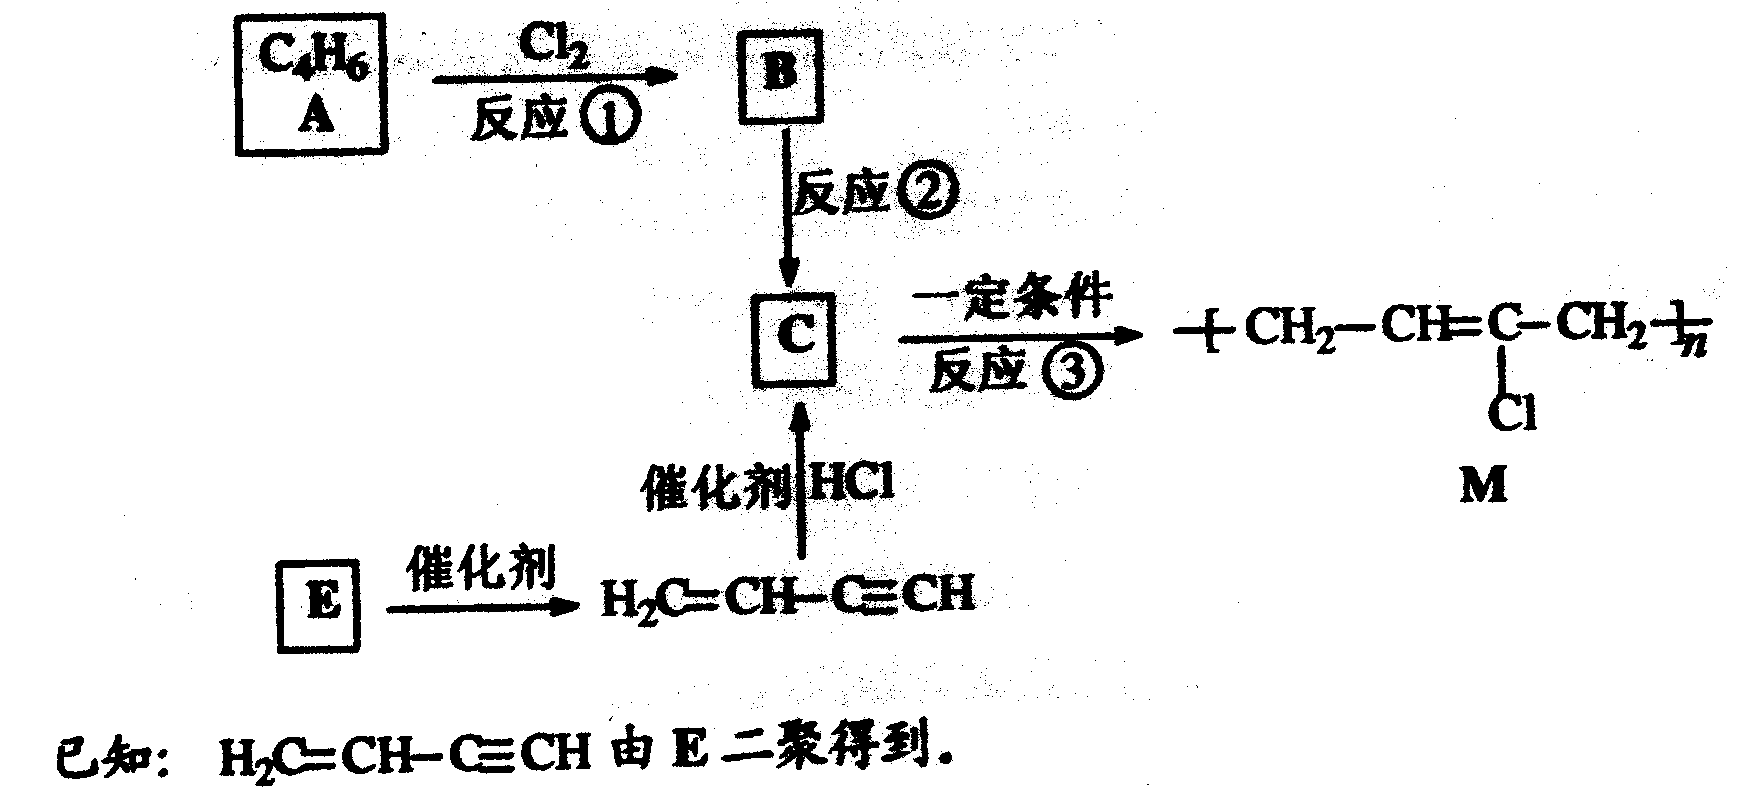 C₄H₆ Cl₂ B
A 反应①
反应②
C 一定条件 ⁅CH₂—CH=C—CH₂⁆n
反应③
Cl
催化剂 HCl M
E 催化剂 H₂C=CH—C≡CH
已知: H₂C=CH—C≡CH 由 E 二聚得到.